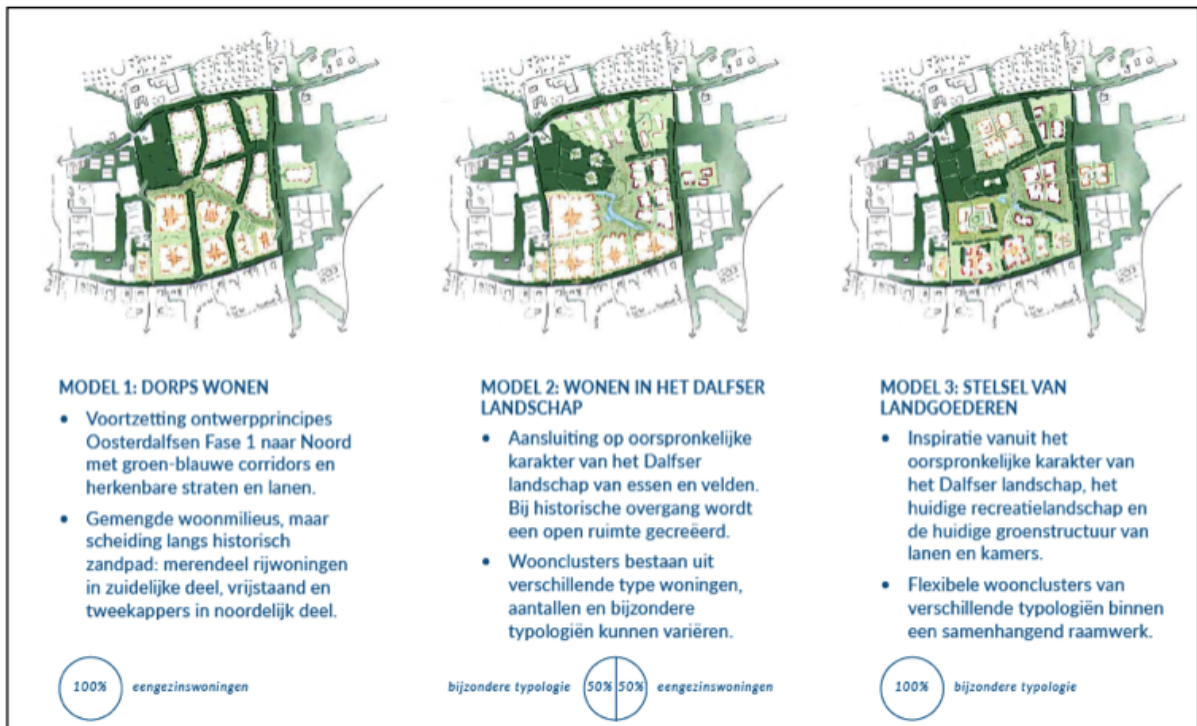 MODEL 1: DORPS WONEN
• Voortzetting ontwerpprincipes
Oosterdalfsen Fase 1 naar Noord
met groen-blauwe corridors en
herkenbare straten en lanen.
• Gemengde woonmilieus, maar
scheiding langs historisch
zandpad: merendeel rijwoningen
in zuidelijke deel, vrijstaand en
tweekappers in noordelijk deel.
100% eengezinswoningen
MODEL 2: WONEN IN HET DALFSER
LANDSCHAP
• Aansluiting op oorspronkelijke
karakter van het Dalfser
landschap van essen en velden.
Bij historische overgang wordt
een open ruimte gecreëerd.
• Woonclusters bestaan uit
verschillende type woningen,
aantallen en bijzondere
typologiën kunnen variëren.
bijzondere typologie 50% 50% eengezinswoningen
MODEL 3: STELSEL VAN
LANDGOEDEREN
• Inspiratie vanuit het
oorspronkelijke karakter van
het Dalfser landschap, het
huidige recreatielandschap en
de huidige groenstructuur van
lanen en kamers.
• Flexibele woonclusters van
verschillende typologiën binnen
een samenhangend raamwerk.
100% bijzondere typologie